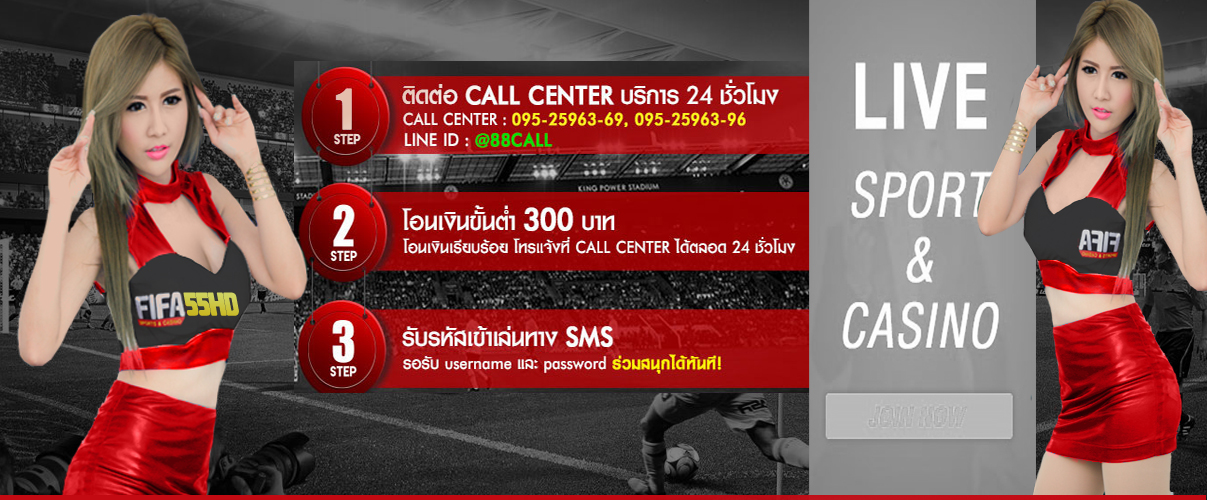 1
STEP
ติดต่อ CALL CENTER บริการ 24 ชั่วโมง
CALL CENTER : 095-25963-69, 095-25963-96
LINE ID : @88CALL
KING POWER STADIUM
2
STEP
โอนเงินขั้นต่ำ 300 บาท
โอนเงินเรียบร้อย โทรแจ้งที่ CALL CENTER ได้ตลอด 24 ชั่วโมง
3
STEP
รับรหัสเข้าเล่นทาง SMS
รอรับ username และ password ร่วมสนุกได้ทันที!
FIFA55HD
SPORTS & CASINO
LIVE
SPORT
&
CASINO
JOIN NOW
FIFA